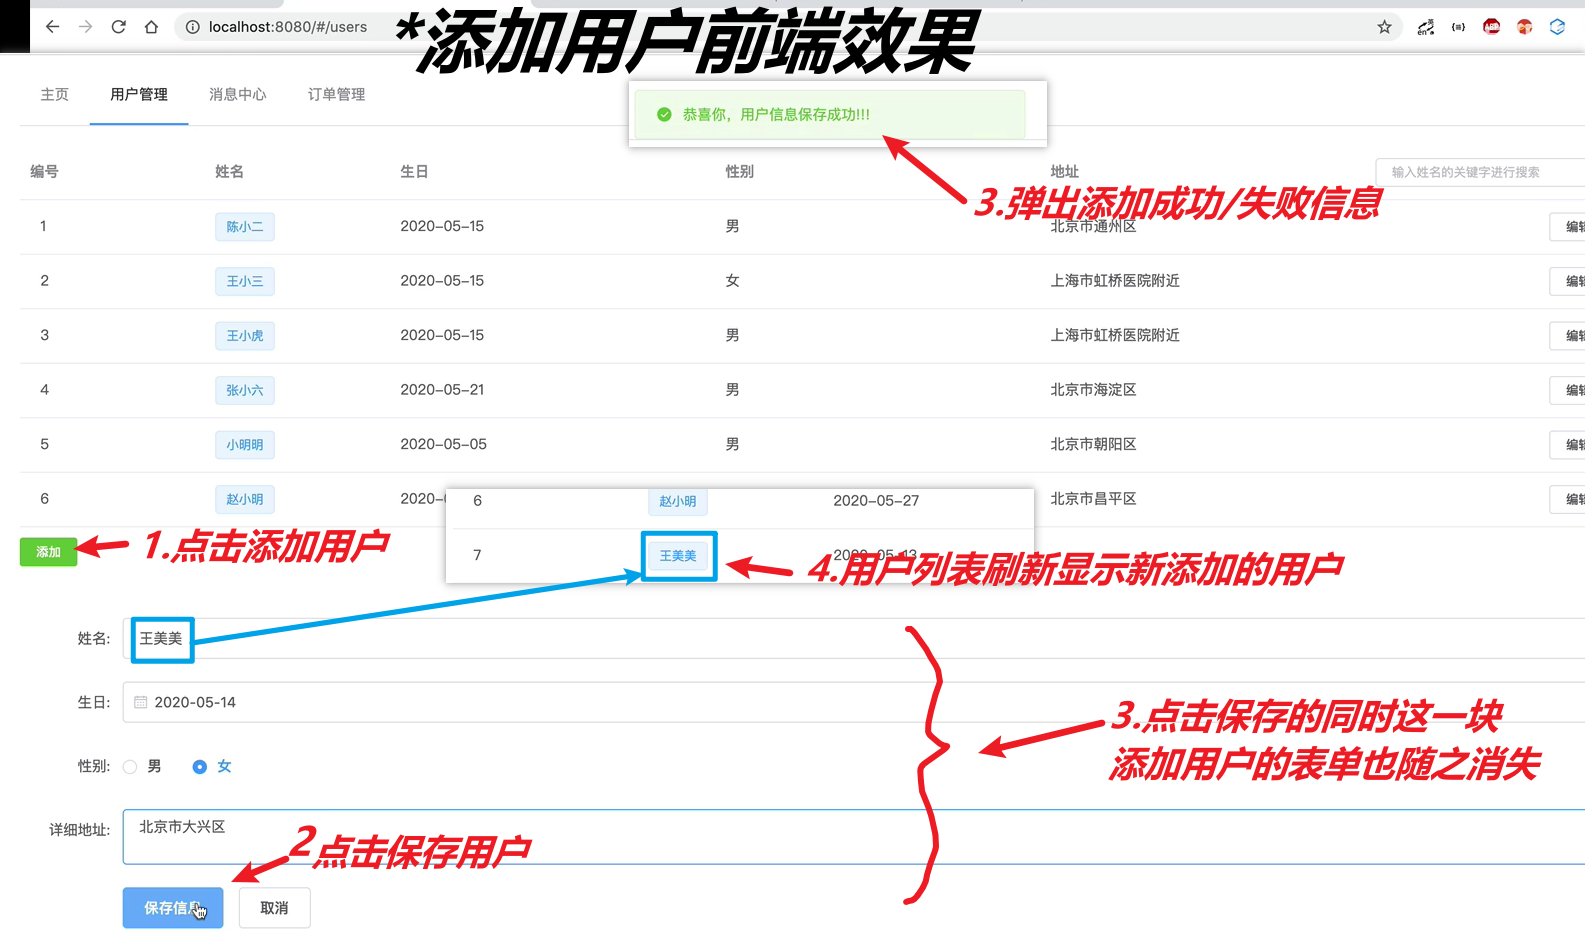 localhost:8080/#/users
*添加用户前端效果
主页 用户管理 消息中心 订单管理
恭喜你，用户信息保存成功!!!
编号 姓名 生日 性别 地址 输入姓名的关键字进行搜索
3.弹出添加成功/失败信息
1 陈小二 2020-05-15 男 北京市通州区
2 王小三 2020-05-15 女 上海市虹桥医院附近
3 王小虎 2020-05-15 男 上海市虹桥医院附近
4 张小六 2020-05-21 男 北京市海淀区
5 小明明 2020-05-05 男 北京市朝阳区
6 赵小明 2020- 北京市昌平区
6 赵小明 2020-05-27
添加
1.点击添加用户
7 王美美 2020-05-13
4.用户列表刷新显示新添加的用户
姓名: 王美美
生日: 2020-05-14
3.点击保存的同时这一块
添加用户的表单也随之消失
性别: 男 女
详细地址: 北京市大兴区
2点击保存用户
保存信息 取消